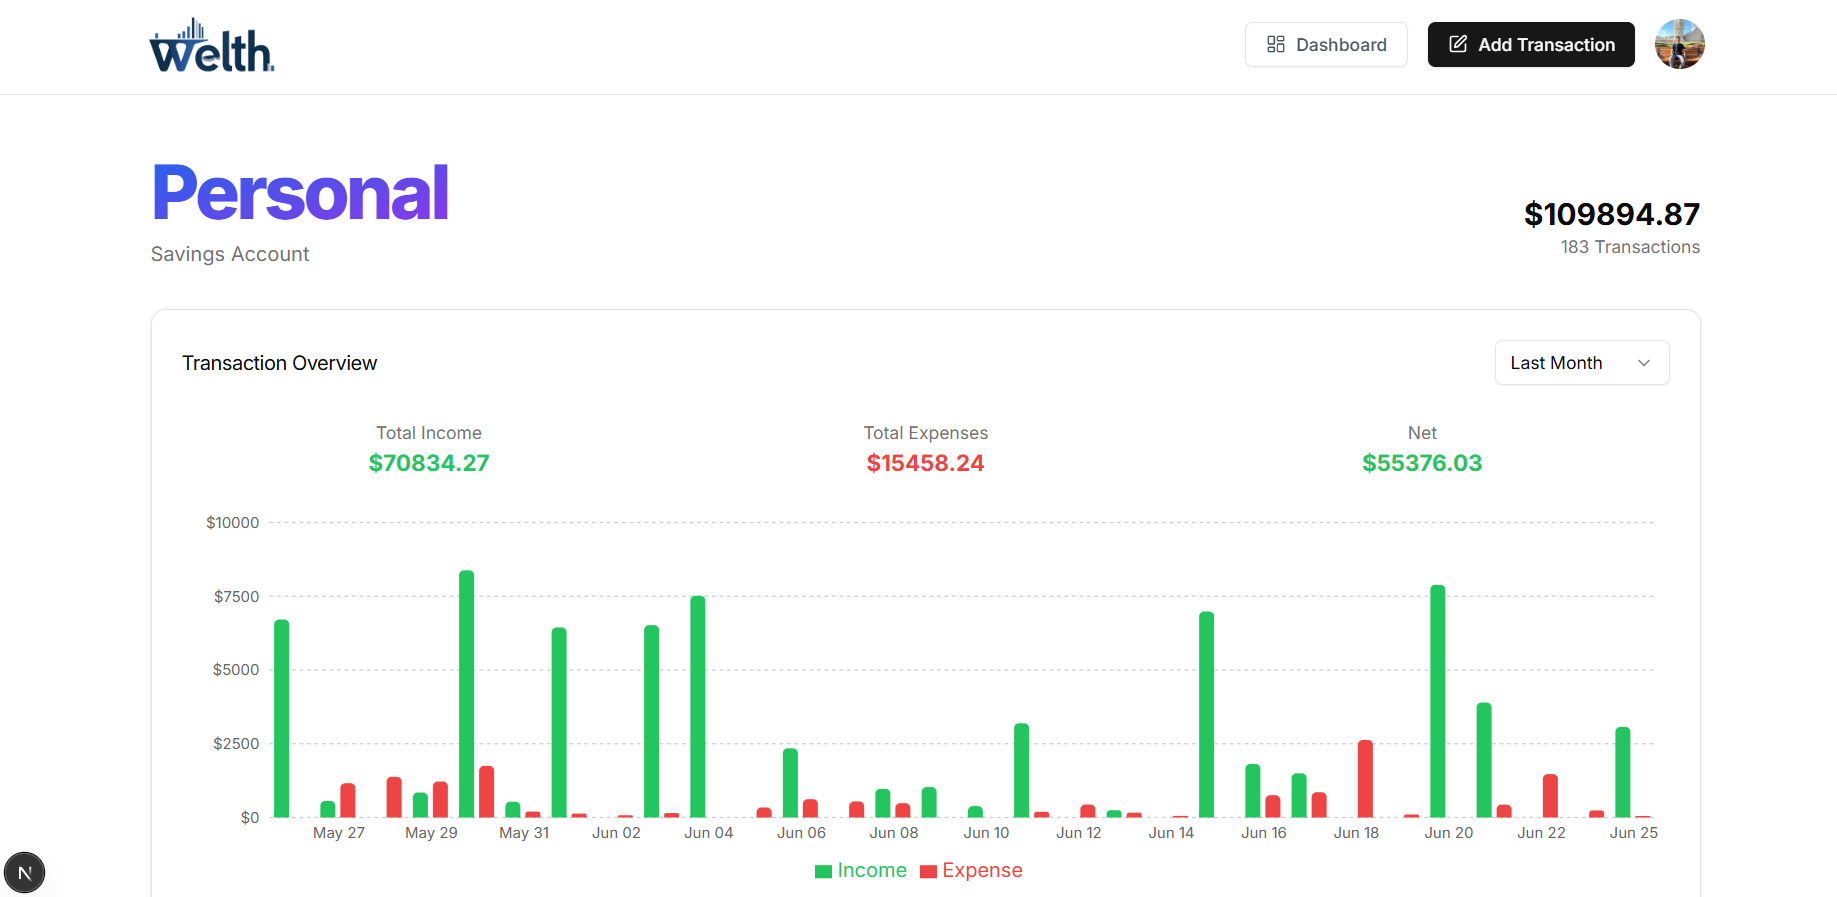 Welth.
Dashboard
Add Transaction
Personal
Savings Account
$109894.87
183 Transactions
Transaction Overview
Last Month
Total Income
$70834.27
Total Expenses
$15458.24
Net
$55376.03
$10000
$7500
$5000
$2500
$0
May 27 May 29 May 31 Jun 02 Jun 04 Jun 06 Jun 08 Jun 10 Jun 12 Jun 14 Jun 16 Jun 18 Jun 20 Jun 22 Jun 25
Income Expense
N